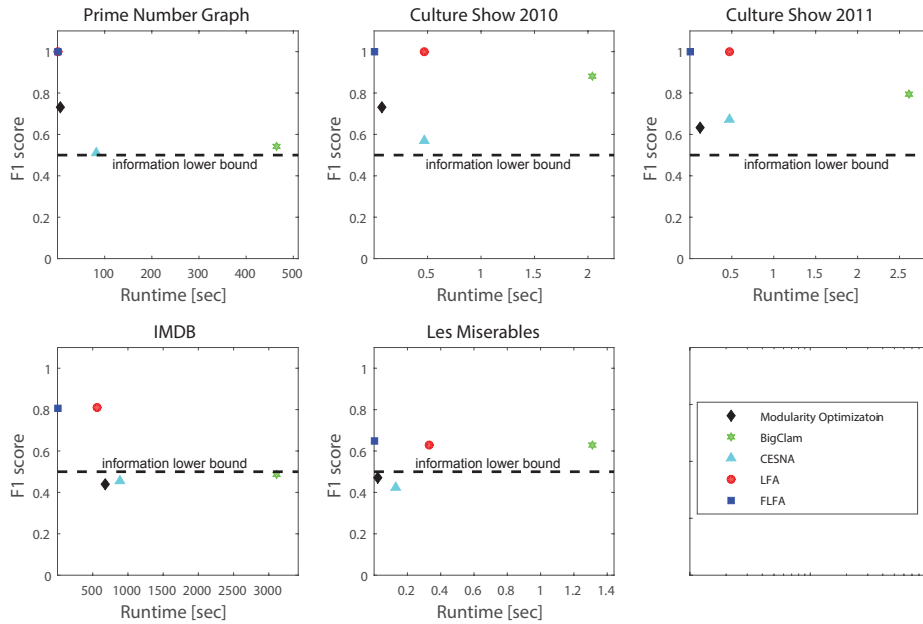 Prime Number Graph
F1 score
1
0.8
0.6
0.4
0.2
0
information lower bound
100 200 300 400 500
Runtime [sec]
Culture Show 2010
F1 score
1
0.8
0.6
0.4
0.2
0
information lower bound
0.5 1 1.5 2
Runtime [sec]
Culture Show 2011
F1 score
1
0.8
0.6
0.4
0.2
0
information lower bound
0.5 1 1.5 2 2.5
Runtime [sec]
IMDB
F1 score
1
0.8
0.6
0.4
0.2
0
information lower bound
500 1000 1500 2000 2500 3000
Runtime [sec]
Les Miserables
F1 score
1
0.8
0.6
0.4
0.2
0
information lower bound
0.2 0.4 0.6 0.8 1 1.2 1.4
Runtime [sec]
Modularity Optimizatoin
BigClam
CESNA
LFA
FLFA